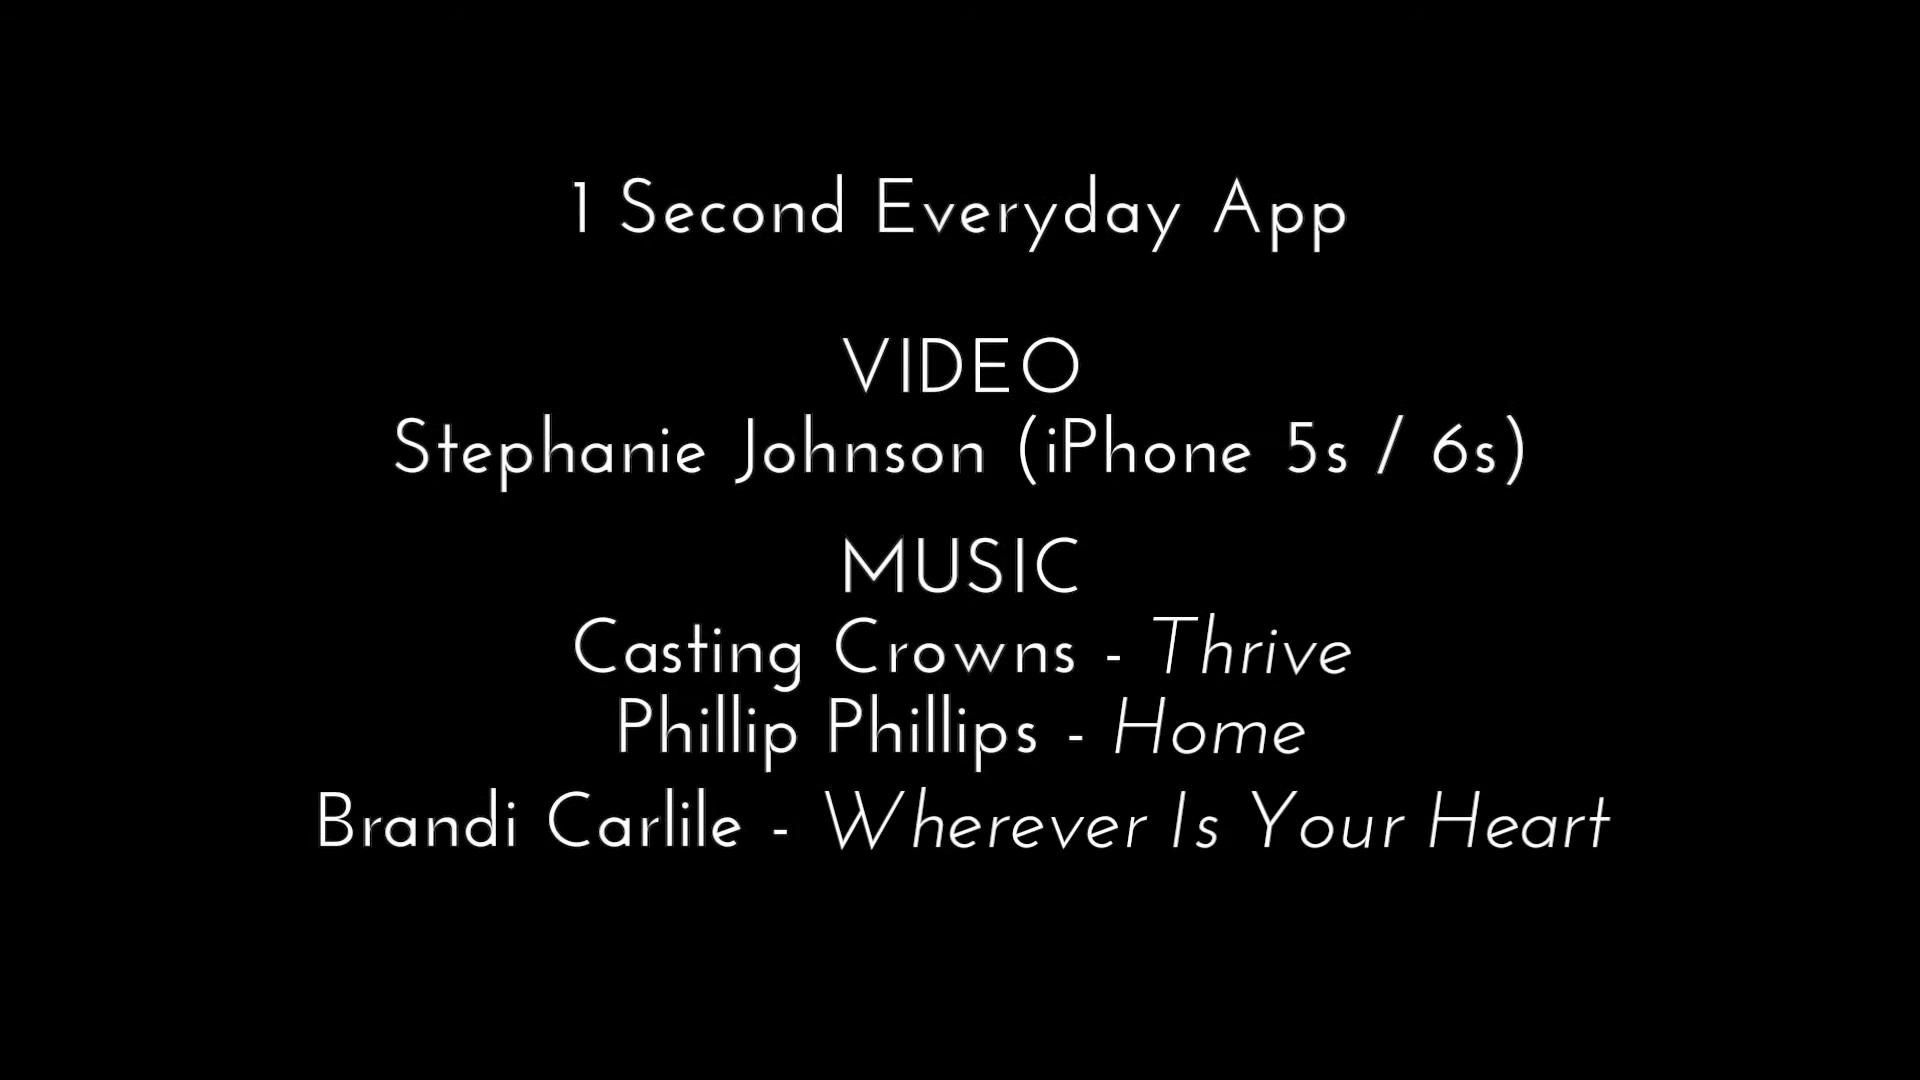 1 Second Everyday App
VIDEO
Stephanie Johnson (iPhone 5s / 6s)
MUSIC
Casting Crowns - Thrive
Phillip Phillips - Home
Brandi Carlile - Wherever Is Your Heart